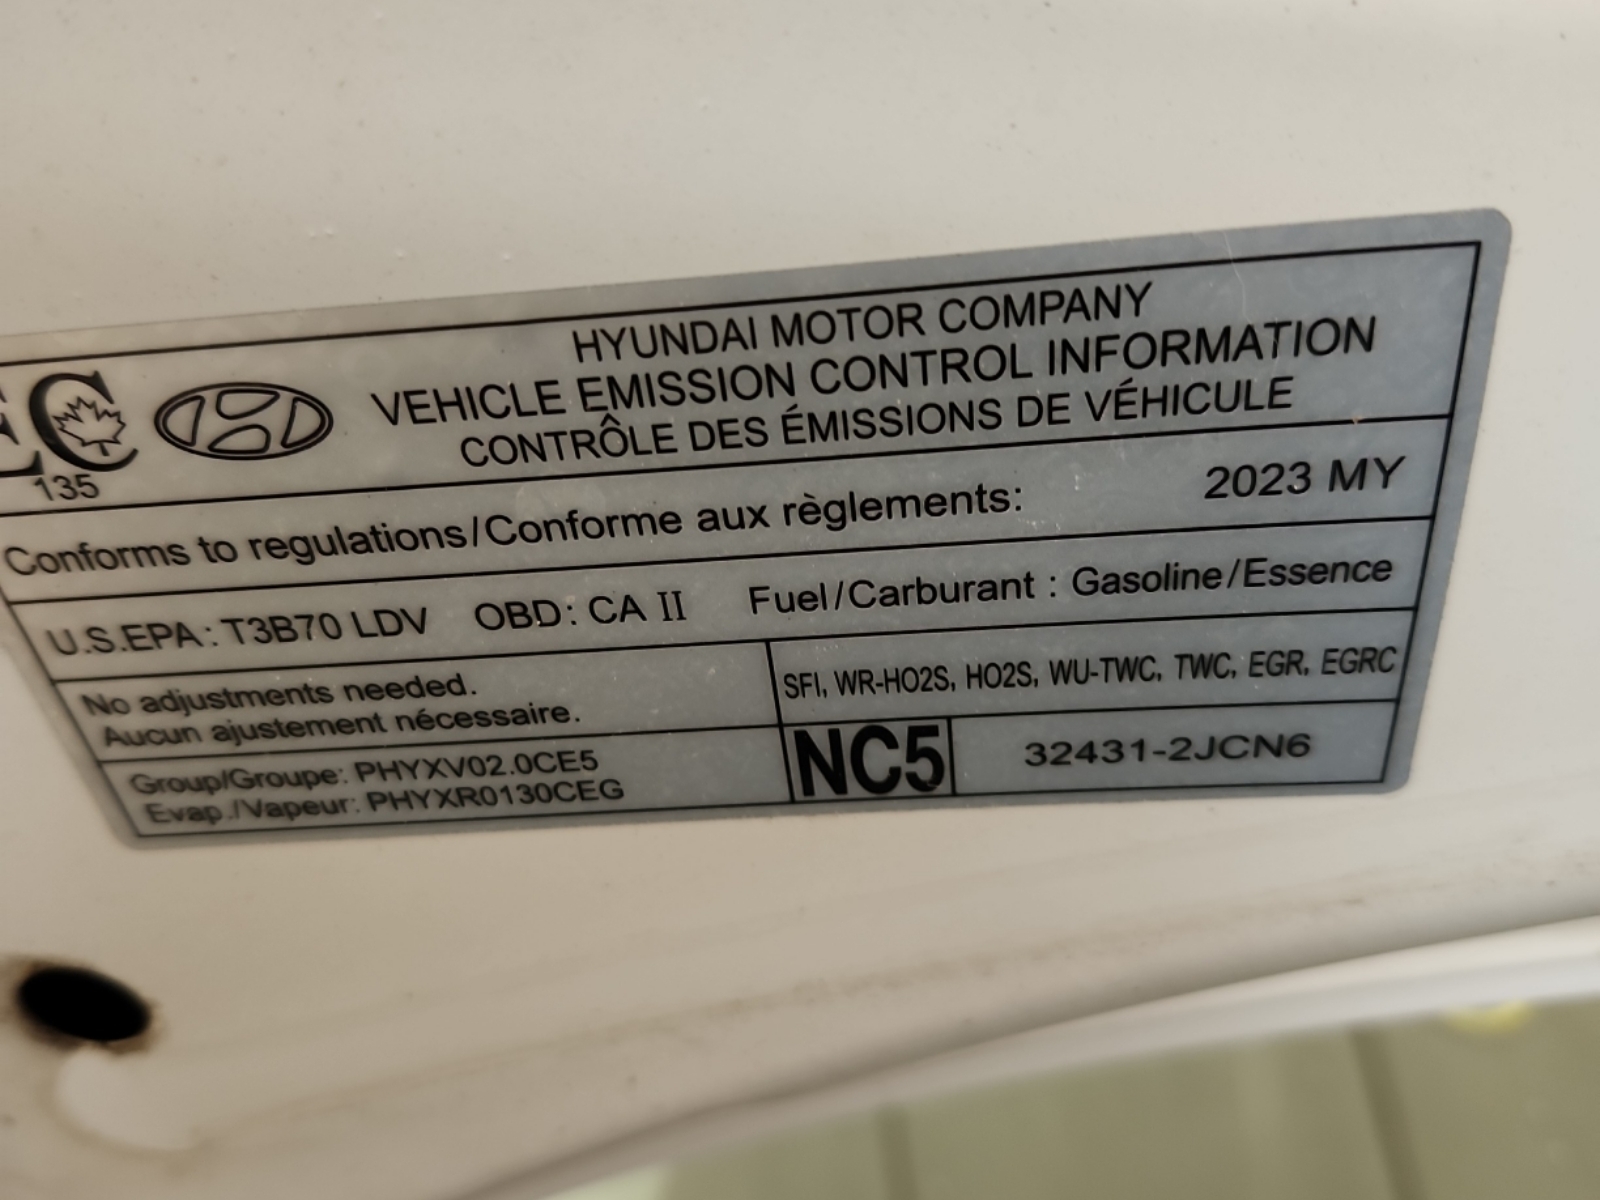 EC
135
HYUNDAI MOTOR COMPANY
VEHICLE EMISSION CONTROL INFORMATION
CONTRÔLE DES ÉMISSIONS DE VÉHICULE
Conforms to regulations/Conforme aux règlements: 2023 MY
U.S.EPA: T3B70 LDV OBD: CA II Fuel/Carburant : Gasoline/Essence
No adjustments needed.
Aucun ajustement nécessaire.
SFI, WR-HO2S, HO2S, WU-TWC, TWC, EGR, EGRC
Group/Groupe: PHYXV02.0CE5
Evap./Vapeur: PHYXR0130CEG
NC5
32431-2JCN6